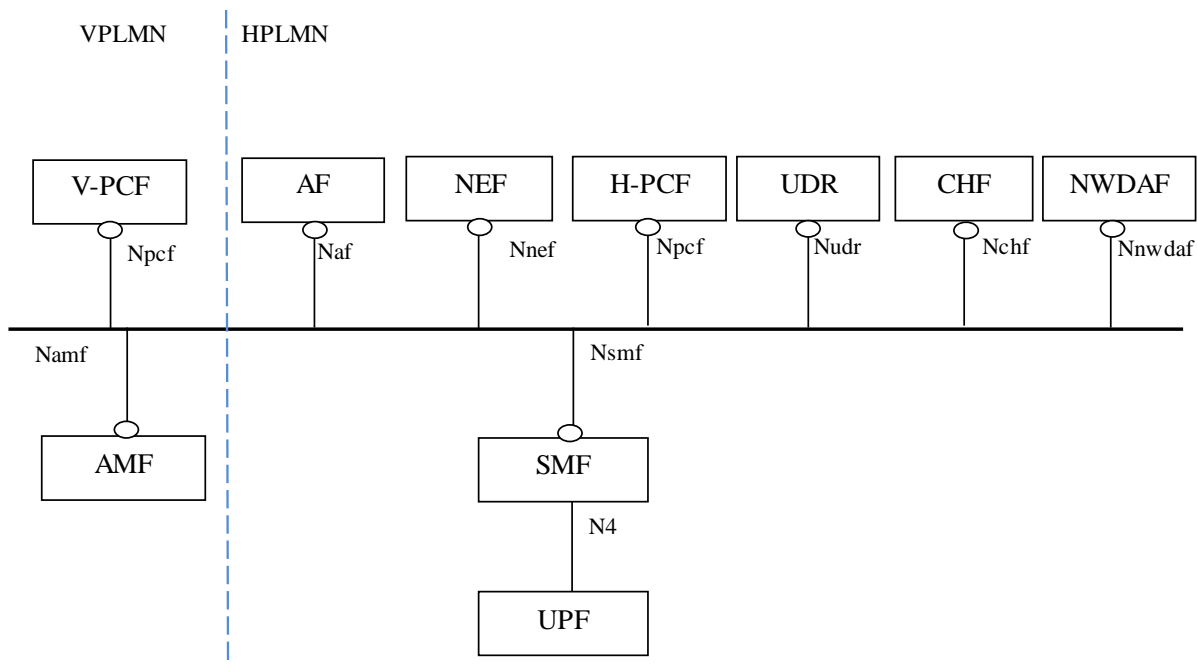 VPLMN
HPLMN
V-PCF
AF
NEF
H-PCF
UDR
CHF
NWDAF
Npcf
Naf
Nnef
Npcf
Nudr
Nchf
Nnwdaf
Namf
Nsmf
AMF
SMF
N4
UPF